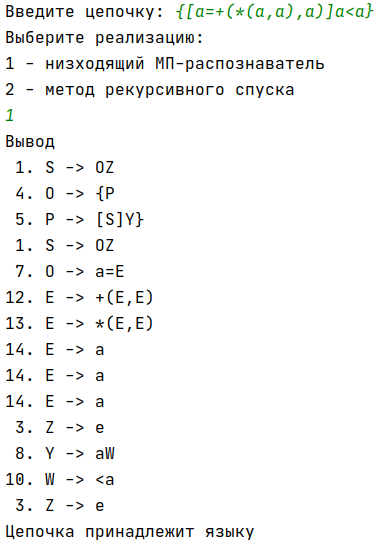 Введите цепочку: {[a=+(*(a,a),a)]a<a}
Выберите реализацию:
1 - низходящий МП-распознаватель
2 - метод рекурсивного спуска
1
Вывод
1. S -> OZ
4. O -> {P
5. P -> [S]Y}
1. S -> OZ
7. O -> a=E
12. E -> +(E,E)
13. E -> *(E,E)
14. E -> a
14. E -> a
14. E -> a
3. Z -> e
8. Y -> aW
10. W -> <a
3. Z -> e
Цепочка принадлежит языку